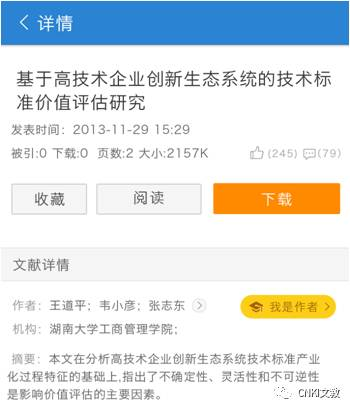 详情
基于高技术企业创新生态系统的技术标
准价值评估研究
发表时间：2013-11-29 15:29
被引:0 下载:0 页数:2 大小:2157K (245) (79)
收藏 阅读 下载
文献详情
作者：王道平；韦小彦；张志东 我是作者
机构：湖南大学工商管理学院；
摘要：本文在分析高技术企业创新生态系统技术标准产业
化过程特征的基础上,指出了不确定性、灵活性和不可逆性
是影响价值评估的主要因素。
CNKI文教